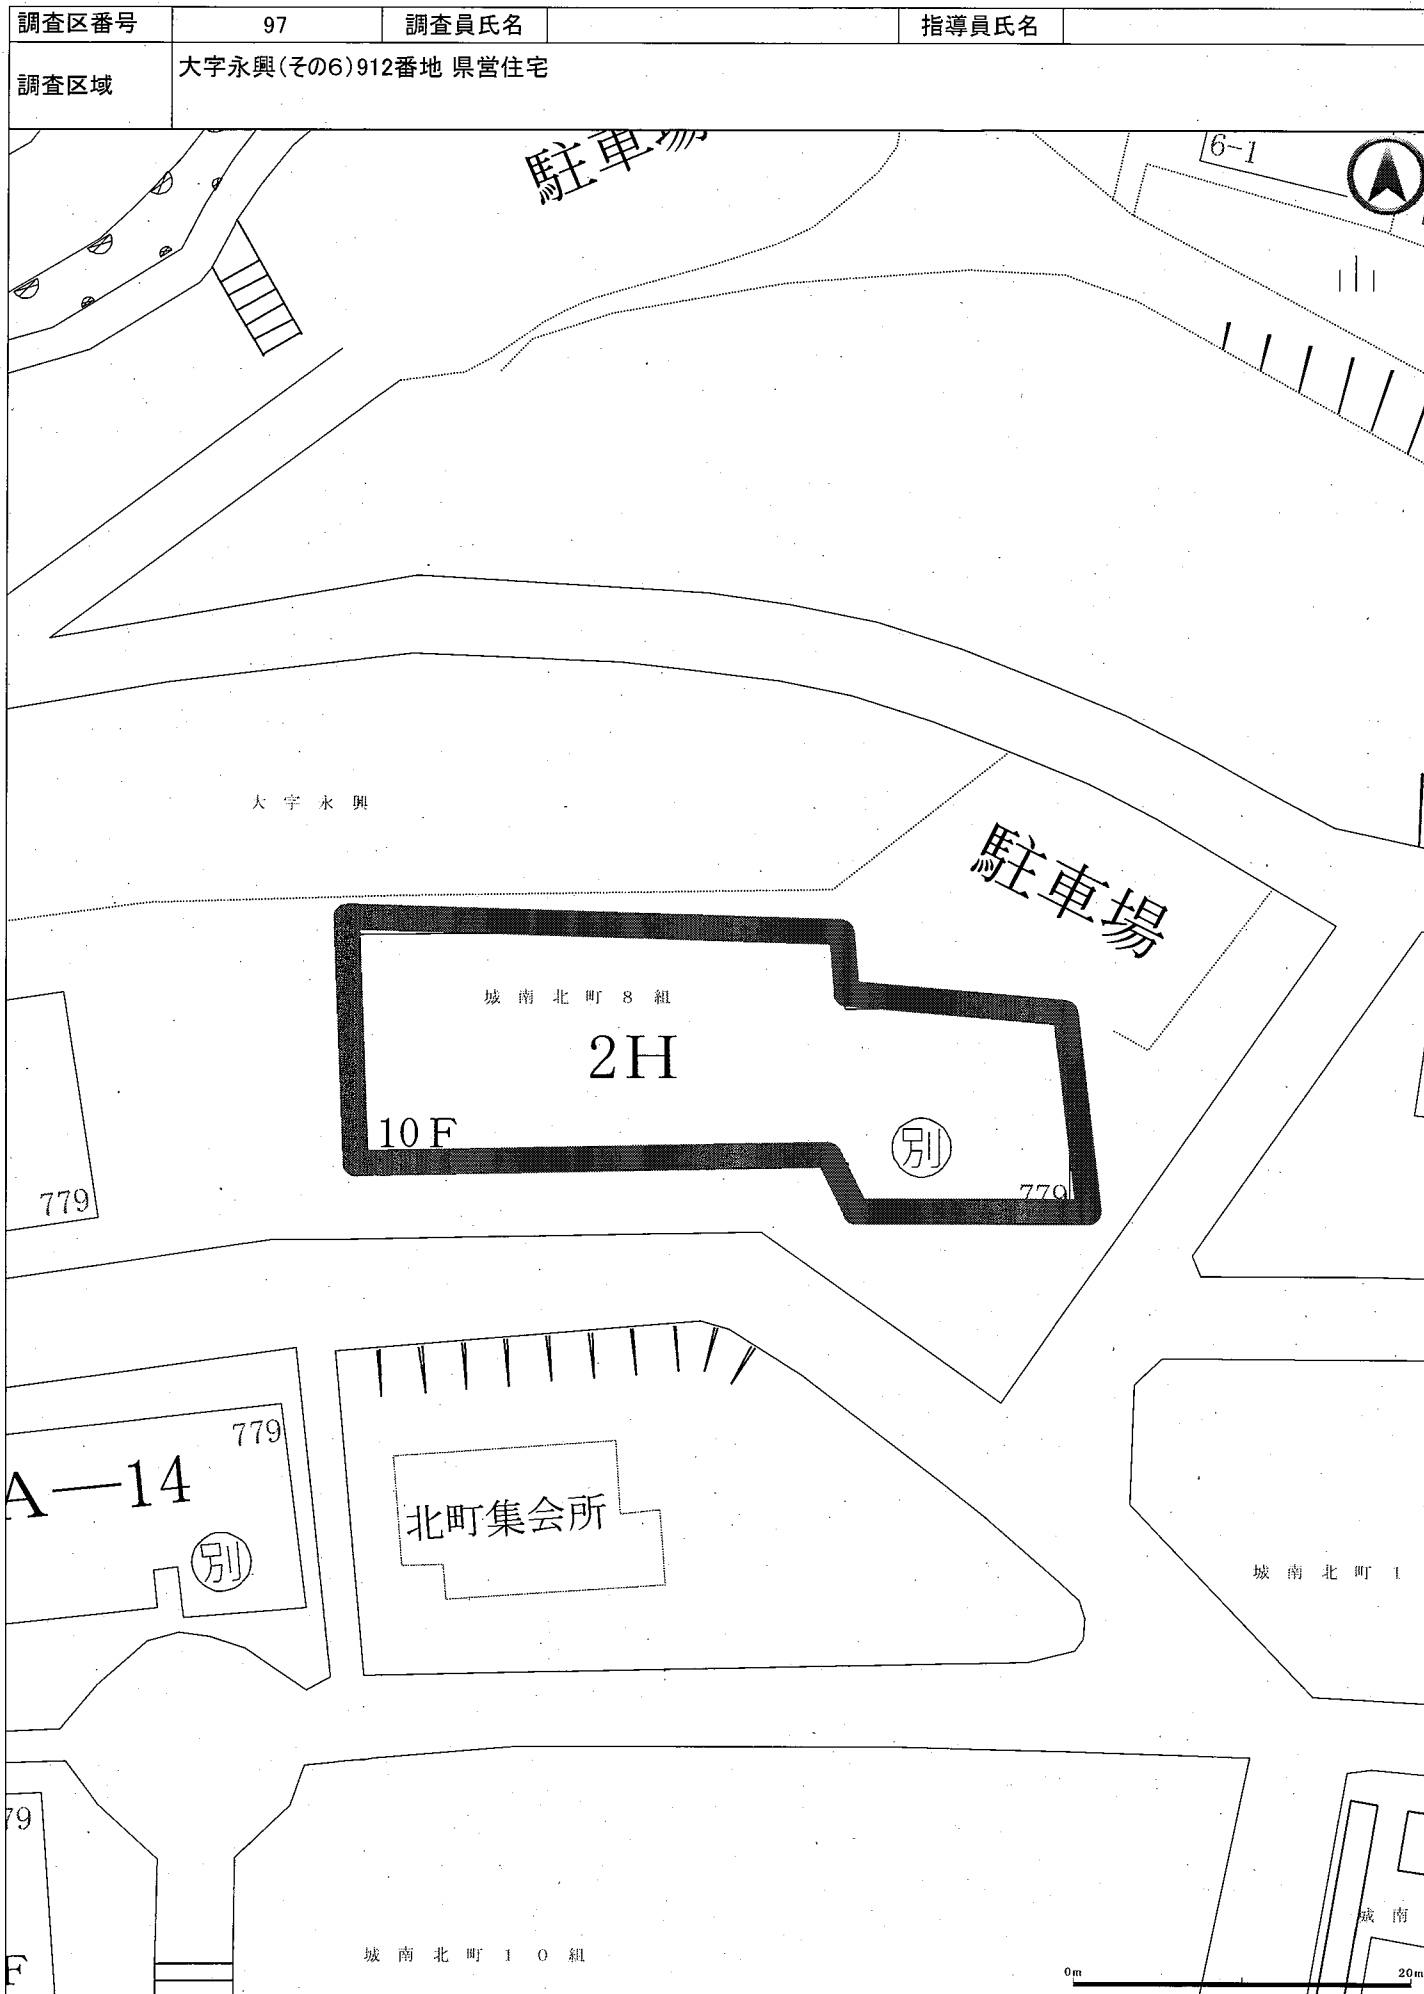 調査区番号 97 調査員氏名 指導員氏名
調査区域 大字永興(その6)912番地 県営住宅
駐車場
6-1
大字永興
駐車場
城南北町8組
2H
10F
別
779
779
779
A－14
別
北町集会所
城南北町1
79
F
城南北町10組
城南
0m 20m